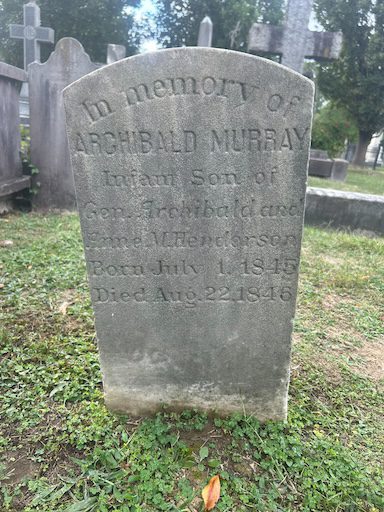 In memory of
ARCHIBALD MURRAY
Infant Son of
Gen. Archibald and
Anne M. Henderson
Born July 1, 1845
Died Aug. 22, 1846